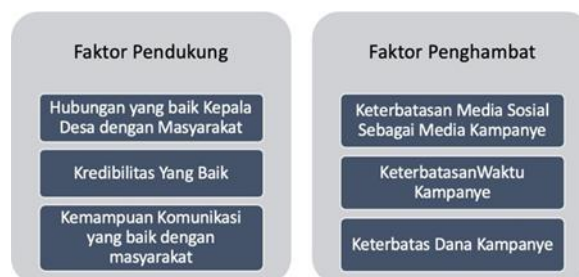 Faktor Pendukung
Hubungan yang baik Kepala
Desa dengan Masyarakat
Kredibilitas Yang Baik
Kemampuan Komunikasi
yang baik dengan
masyarakat
Faktor Penghambat
Keterbatasan Media Sosial
Sebagai Media Kampanye
KeterbatasanWaktu
Kampanye
Keterbatas Dana Kampanye